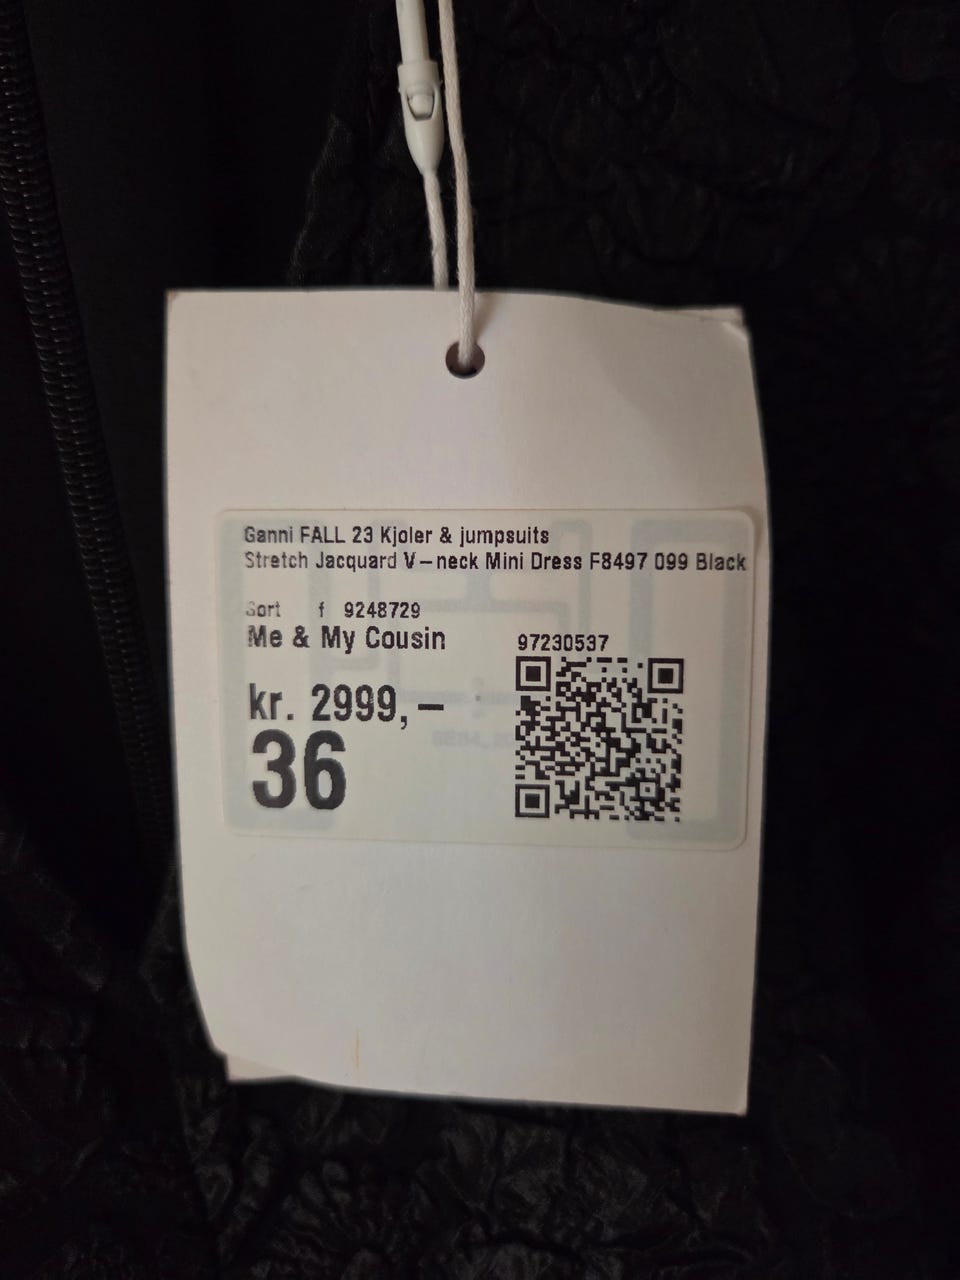 Ganni FALL 23 Kjoler & jumpsuits
Stretch Jacquard V-neck Mini Dress F8497 099 Black
Sort f 9248729
Me & My Cousin
97230537
kr. 2999,-
36